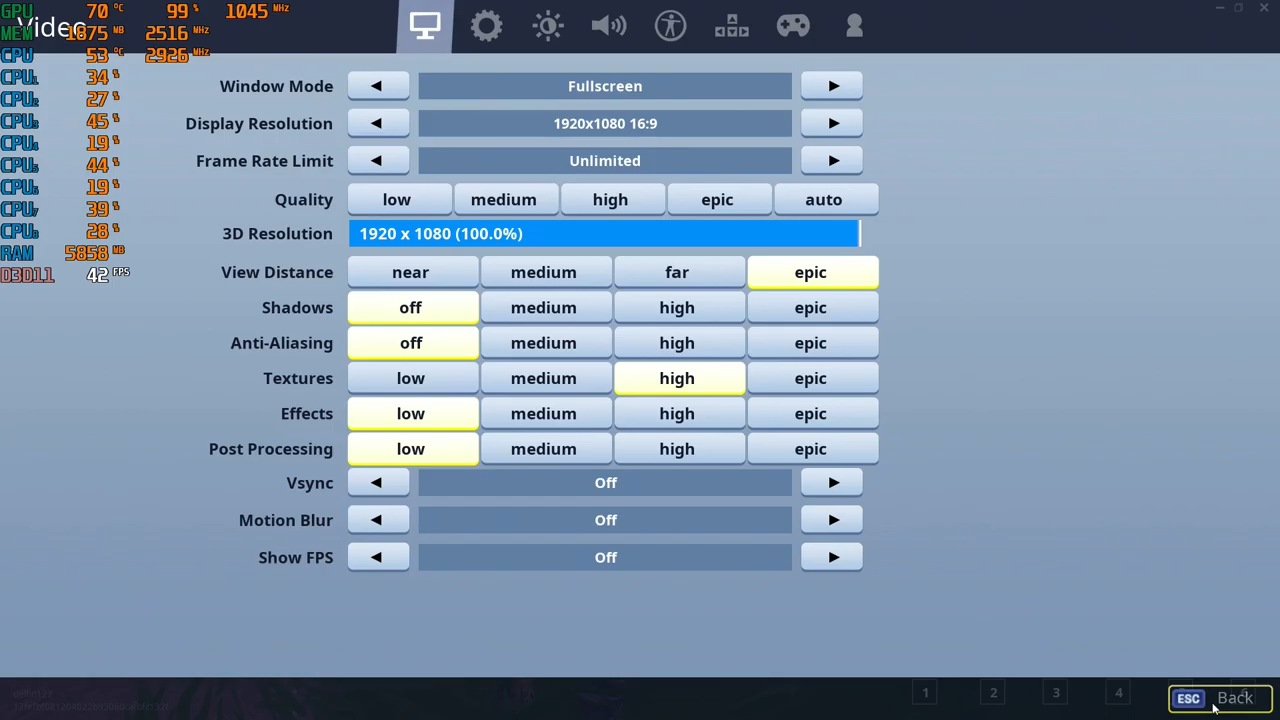 GPU 70 °C 99 % 1045 MHz
Video
MEM 1875 MB 2516 MHz
CPU 53 °C 2926 MHz
CPU1 34 %
CPU2 27 %
CPU3 45 %
CPU4 19 %
CPU5 44 %
CPU6 19 %
CPU7 39 %
CPU8 28 %
RAM 5858 MB
D3D11 42 FPS
Window Mode Fullscreen
Display Resolution 1920x1080 16:9
Frame Rate Limit Unlimited
Quality low medium high epic auto
3D Resolution 1920 x 1080 (100.0%)
View Distance near medium far epic
Shadows off medium high epic
Anti-Aliasing off medium high epic
Textures low medium high epic
Effects low medium high epic
Post Processing low medium high epic
Vsync Off
Motion Blur Off
Show FPS Off
1 2 3 4
ESC Back